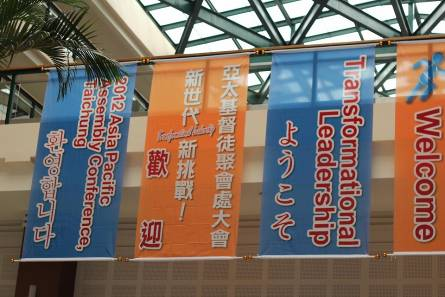 2012 Asia Pacific
Assembly Conference,
Taichung
환영합니다
亞太基督徒聚會處大會
新世代 新挑戰！
Transformational Leadership
歡迎
Transformational
Leadership
ようこそ
Welcome